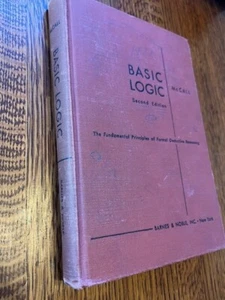 BASIC
LOGIC
McCALL
Second Edition
The Fundamental Principles of Formal Deductive Reasoning
BARNES & NOBLE, INC. · New York
BASIC LOGIC